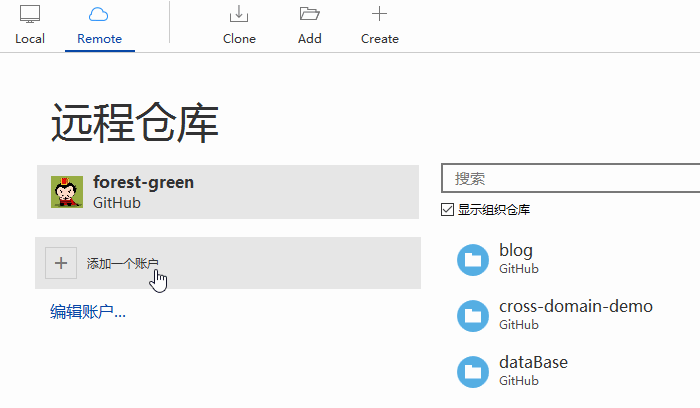 Local
Remote
Clone
Add
Create
远程仓库
forest-green
GitHub
添加一个账户
编辑账户...
搜索
显示组织仓库
blog
GitHub
cross-domain-demo
GitHub
dataBase
GitHub